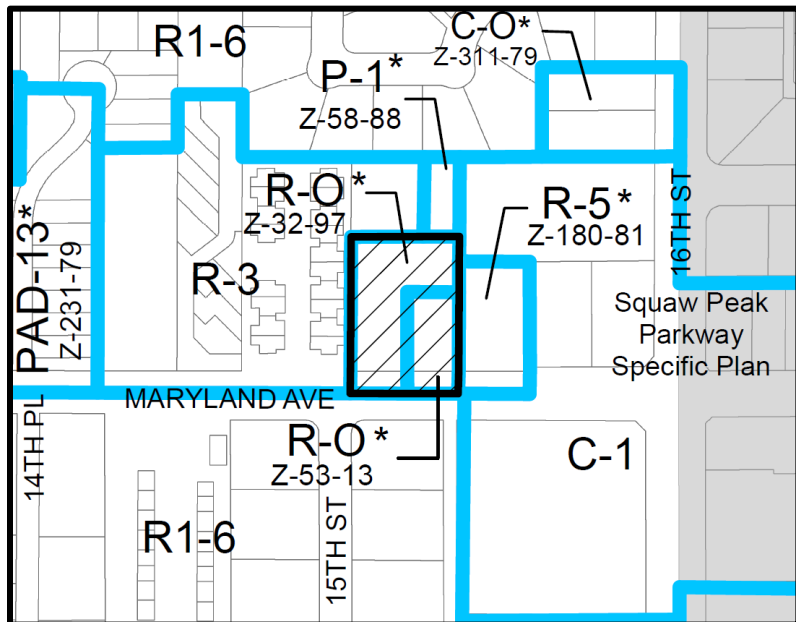 R1-6
C-O*
Z-311-79
P-1*
Z-58-88
R-O*
Z-32-97
R-5*
Z-180-81
16TH ST
PAD-13*
Z-231-79
R-3
Squaw Peak
Parkway
Specific Plan
MARYLAND AVE
14TH PL
R-O*
Z-53-13
C-1
R1-6
15TH ST